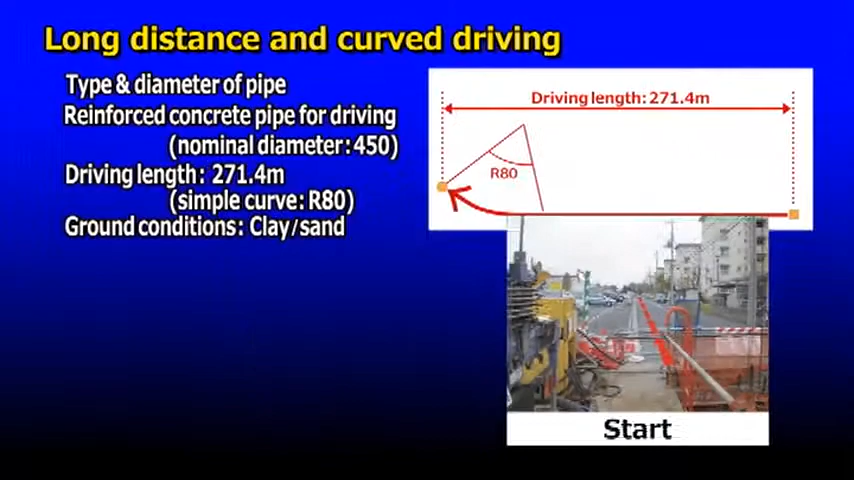 Long distance and curved driving
Type & diameter of pipe
Reinforced concrete pipe for driving
(nominal diameter: 450)
Driving length: 271.4m
(simple curve: R80)
Ground conditions: Clay/sand
Driving length: 271.4m
R80
Start